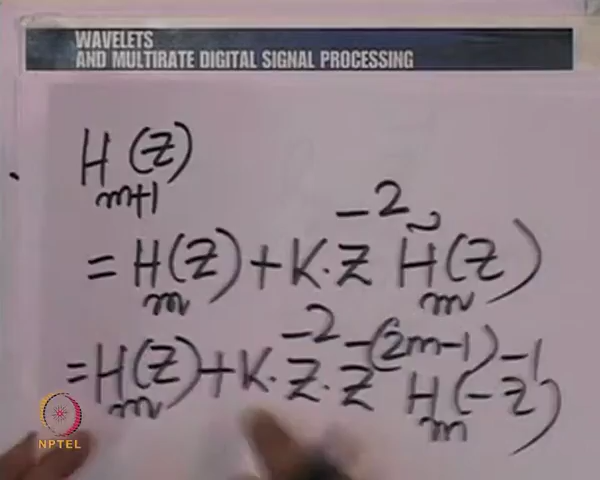 WAVELETS
AND MULTIRATE DIGITAL SIGNAL PROCESSING
H_{m+1}(Z)
= H_m(Z) + K · Z^{-2} H̃_m(Z)
= H_m(Z) + K · Z^{-2} · Z^{-(2m-1)} H_m(-Z^{-1})
NPTEL